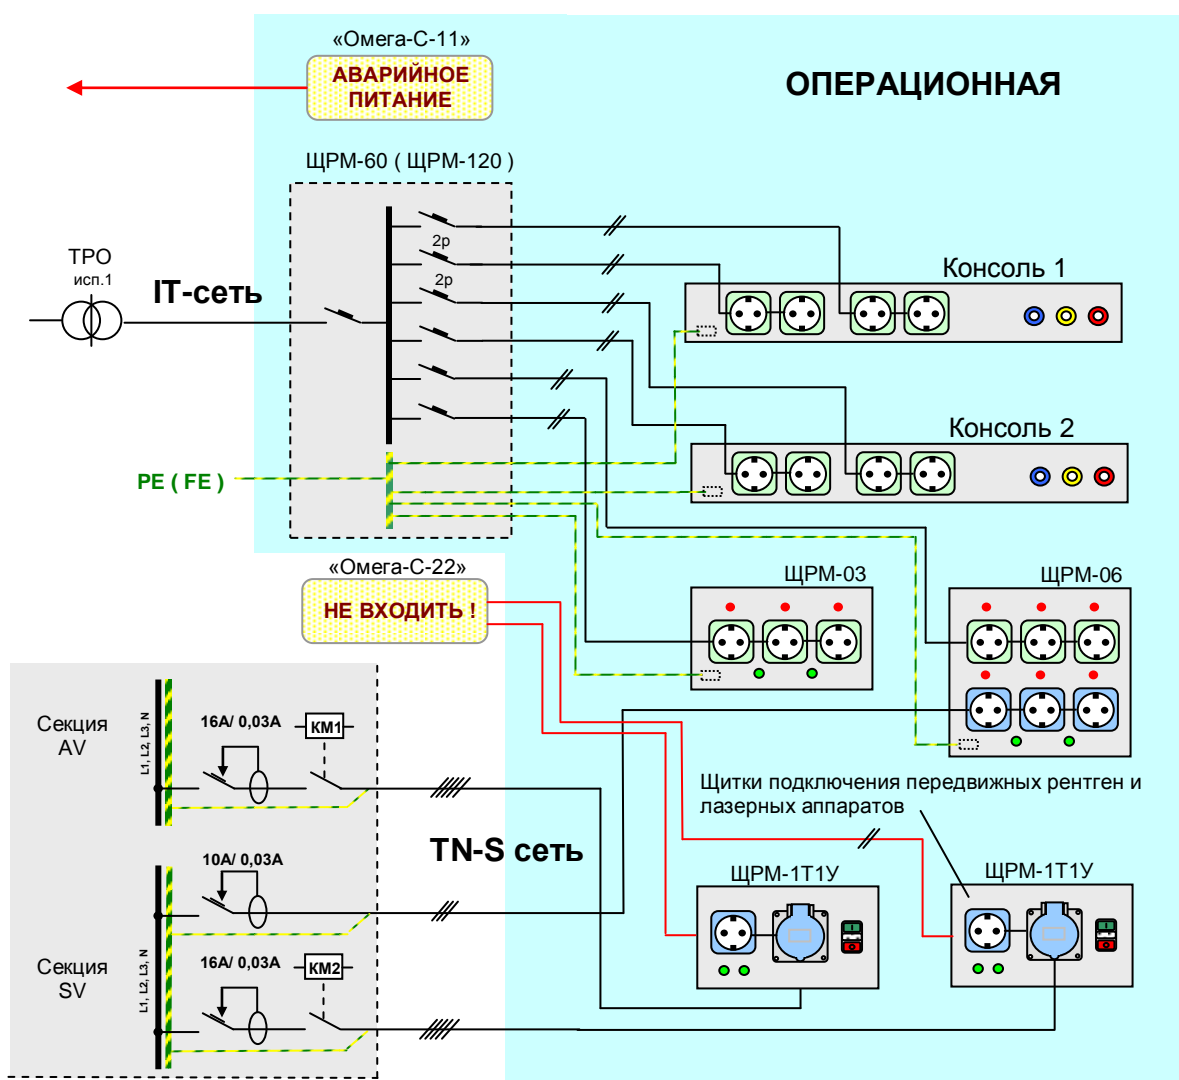 «Омега-С-11»
АВАРИЙНОЕ
ПИТАНИЕ
ОПЕРАЦИОННАЯ
ЩРМ-60 ( ЩРМ-120 )
2р
2р
ТРО
исп.1
IT-сеть
Консоль 1
Консоль 2
PE ( FE )
«Омега-С-22»
НЕ ВХОДИТЬ !
ЩРМ-03
ЩРМ-06
Секция
AV
L1, L2, L3, N
16А/ 0,03А
КМ1
Щитки подключения передвижных рентген и
лазерных аппаратов
TN-S сеть
10А/ 0,03А
ЩРМ-1Т1У
ЩРМ-1Т1У
Секция
SV
L1, L2, L3, N
16А/ 0,03А
КМ2